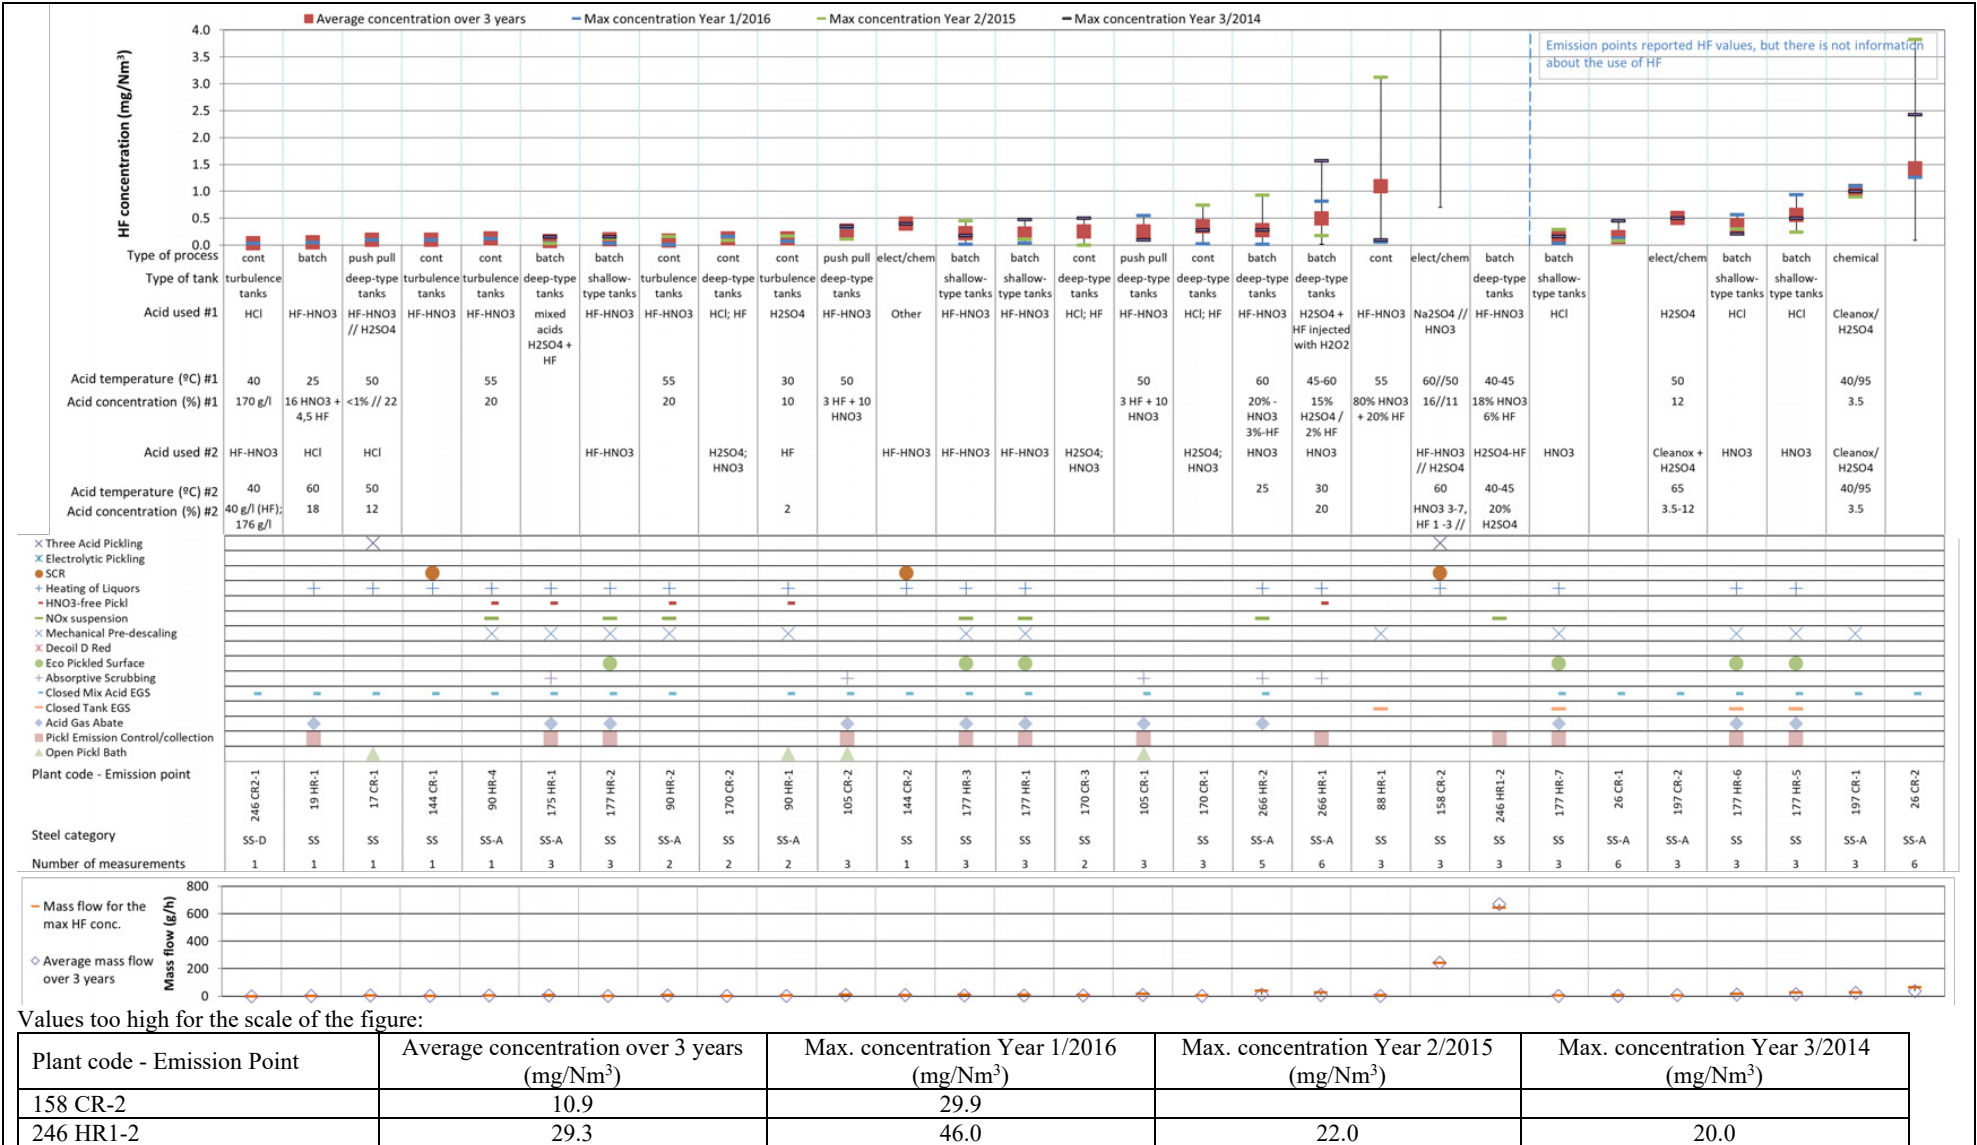 Average concentration over 3 years Max concentration Year 1/2016 Max concentration Year 2/2015 Max concentration Year 3/2014
HF concentration (mg/Nm³)
4.0
3.5
3.0
2.5
2.0
1.5
1.0
0.5
0.0
Emission points reported HF values, but there is not information
about the use of HF
Type of process cont batch push pull cont cont batch batch cont cont cont push pull elect/chem batch batch cont push pull cont batch batch cont elect/chem batch batch elect/chem batch batch chemical
Type of tank turbulence deep-type turbulence turbulence deep-type shallow- turbulence deep-type turbulence deep-type shallow- shallow- deep-type deep-type deep-type deep-type deep-type deep-type shallow- shallow- shallow-
tanks tanks tanks tanks tanks type tanks tanks tanks tanks tanks type tanks type tanks tanks tanks tanks tanks tanks tanks type tanks type tanks type tanks
Acid used #1 HCl HF-HNO3 HF-HNO3 HF-HNO3 HF-HNO3 mixed HF-HNO3 HF-HNO3 HCl; HF H2SO4 HF-HNO3 Other HF-HNO3 HF-HNO3 HCl; HF HF-HNO3 HCl; HF HF-HNO3 H2SO4 + HF-HNO3 Na2SO4 // HF-HNO3 HCl H2SO4 HCl HCl Cleanox/
// H2SO4 acids HF injected HNO3 H2SO4
H2SO4 + with H2O2
HF
Acid temperature (ºC) #1 40 25 50 55 55 30 50 50 60 45-60 55 60//50 40-45 50 40/95
Acid concentration (%) #1 170 g/l 16 HNO3 + <1% // 22 20 20 10 3 HF + 10 3 HF + 10 20% - 15% 80% HNO3 16//11 18% HNO3 12 3.5
4,5 HF HNO3 HNO3 HNO3 H2SO4 / + 20% HF 6% HF
3%-HF 2% HF
Acid used #2 HF-HNO3 HCl HCl HF-HNO3 H2SO4; HF HF-HNO3 HF-HNO3 HF-HNO3 H2SO4; H2SO4; HNO3 HNO3 HF-HNO3 H2SO4-HF HNO3 Cleanox + HNO3 HNO3 Cleanox/
HNO3 HNO3 HNO3 // H2SO4 H2SO4 H2SO4
Acid temperature (ºC) #2 40 60 50 25 30 60 40-45 65 40/95
Acid concentration (%) #2 40 g/l (HF); 18 12 2 20 HNO3 3-7, 20% 3.5-12 3.5
176 g/l HF 1 -3 // H2SO4
Three Acid Pickling
Electrolytic Pickling
SCR
Heating of Liquors
HNO3-free Pickl
NOx suspension
Mechanical Pre-descaling
Decoil D Red
Eco Pickled Surface
Absorptive Scrubbing
Closed Mix Acid EGS
Closed Tank EGS
Acid Gas Abate
Pickl Emission Control/collection
Open Pickl Bath
Plant code - Emission point 246 CR2-1 19 HR-1 17 CR-1 144 CR-1 90 HR-4 175 HR-1 177 HR-2 90 HR-2 170 CR-2 90 HR-1 105 CR-2 144 CR-2 177 HR-3 177 HR-1 170 CR-3 105 CR-1 170 CR-1 266 HR-2 266 HR-1 88 HR-1 158 CR-2 246 HR1-2 177 HR-7 26 CR-1 197 CR-2 177 HR-6 177 HR-5 197 CR-1 26 CR-2
Steel category SS-D SS SS SS SS-A SS-A SS SS-A SS SS-A SS SS SS SS SS SS-A SS-A SS SS SS SS SS-A SS-A SS SS SS-A SS-A
Number of measurements 1 1 1 1 1 3 3 2 2 2 3 1 3 3 2 3 3 5 6 3 3 3 3 6 3 3 3 3 6
Mass flow (g/h)
800
600
400
200
0
Mass flow for the
max HF conc.
Average mass flow
over 3 years
Values too high for the scale of the figure:
Plant code - Emission Point Average concentration over 3 years (mg/Nm³) Max. concentration Year 1/2016 (mg/Nm³) Max. concentration Year 2/2015 (mg/Nm³) Max. concentration Year 3/2014 (mg/Nm³)
158 CR-2 10.9 29.9
246 HR1-2 29.3 46.0 22.0 20.0